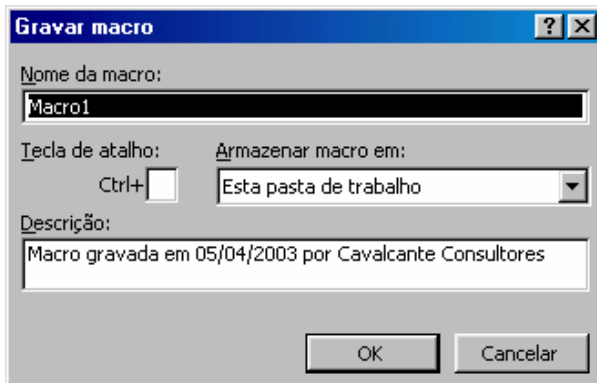 Gravar macro
Nome da macro:
Macro1
Tecla de atalho: Armazenar macro em:
Ctrl+ Esta pasta de trabalho
Descrição:
Macro gravada em 05/04/2003 por Cavalcante Consultores
OK Cancelar